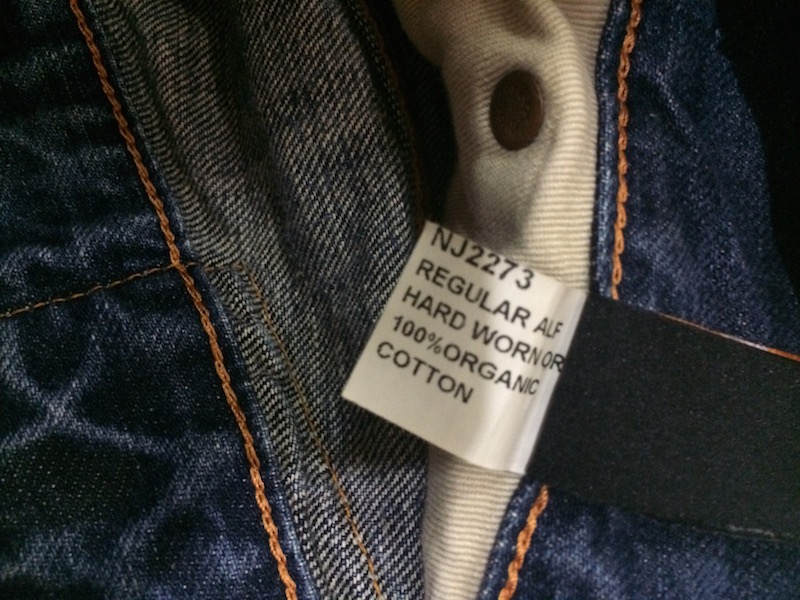 NJ2273
REGULAR ALF
HARD WORN OR
100%ORGANIC
COTTON